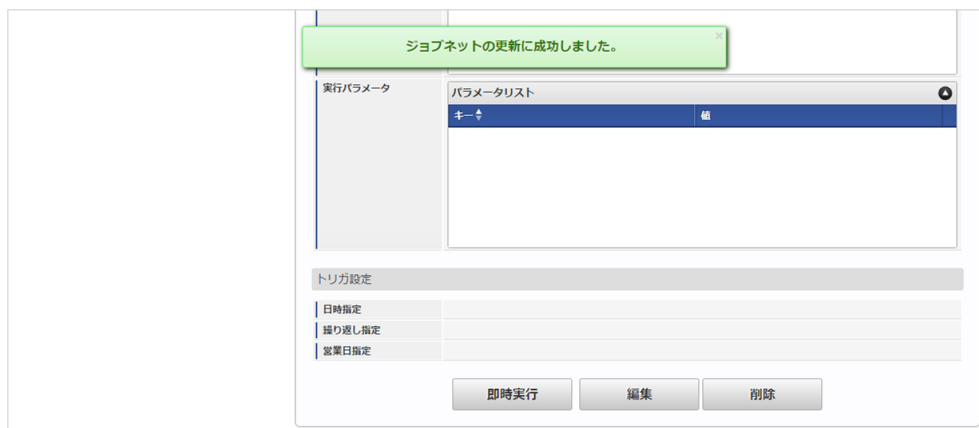 ジョブネットの更新に成功しました。
実行パラメータ
パラメータリスト
キー 値
トリガ設定
日時指定
繰り返し指定
営業日指定
即時実行 編集 削除